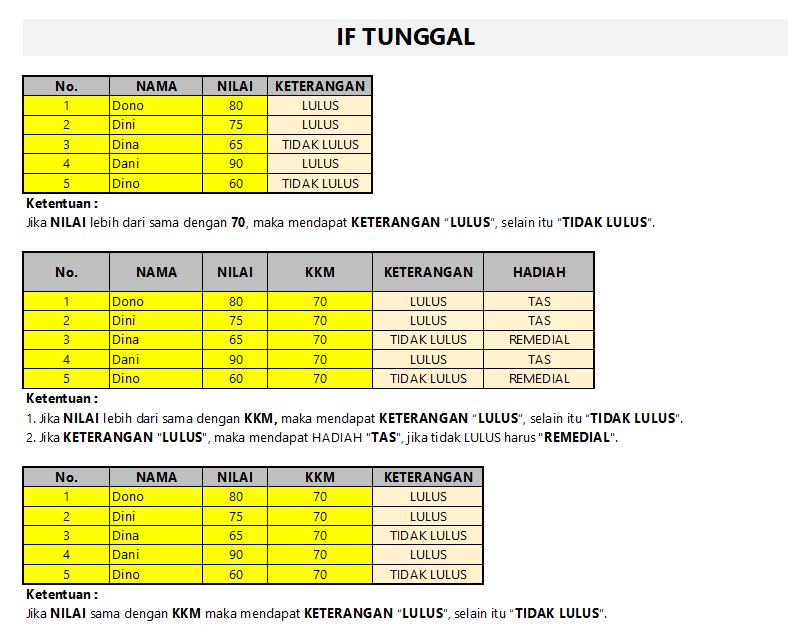 IF TUNGGAL
No. NAMA NILAI KETERANGAN
1 Dono 80 LULUS
2 Dini 75 LULUS
3 Dina 65 TIDAK LULUS
4 Dani 90 LULUS
5 Dino 60 TIDAK LULUS
Ketentuan :
Jika NILAI lebih dari sama dengan 70, maka mendapat KETERANGAN “LULUS”, selain itu “TIDAK LULUS”.
No. NAMA NILAI KKM KETERANGAN HADIAH
1 Dono 80 70 LULUS TAS
2 Dini 75 70 LULUS TAS
3 Dina 65 70 TIDAK LULUS REMEDIAL
4 Dani 90 70 LULUS TAS
5 Dino 60 70 TIDAK LULUS REMEDIAL
Ketentuan :
1. Jika NILAI lebih dari sama dengan KKM, maka mendapat KETERANGAN “LULUS”, selain itu “TIDAK LULUS”.
2. Jika KETERANGAN "LULUS", maka mendapat HADIAH "TAS", jika tidak LULUS harus "REMEDIAL".
No. NAMA NILAI KKM KETERANGAN
1 Dono 80 70 LULUS
2 Dini 75 70 LULUS
3 Dina 65 70 TIDAK LULUS
4 Dani 90 70 LULUS
5 Dino 60 70 TIDAK LULUS
Ketentuan :
Jika NILAI sama dengan KKM maka mendapat KETERANGAN “LULUS”, selain itu “TIDAK LULUS”.